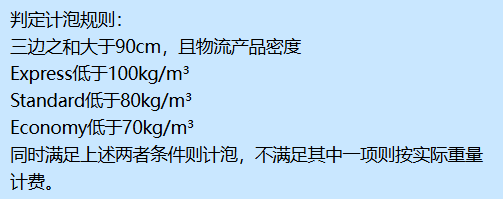 判定计泡规则：
三边之和大于90cm，且物流产品密度
Express低于100kg/m³
Standard低于80kg/m³
Economy低于70kg/m³
同时满足上述两者条件则计泡，不满足其中一项则按实际重量
计费。